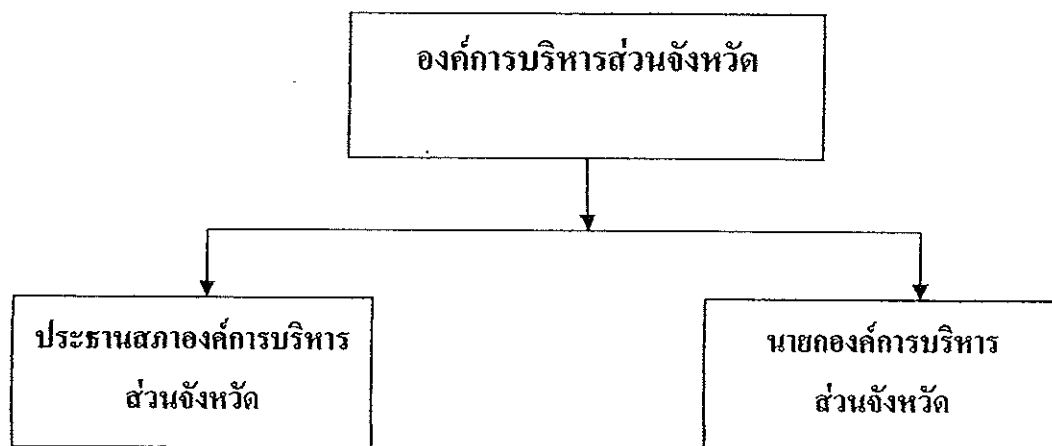 องค์การบริหารส่วนจังหวัด
ประธานสภาองค์การบริหาร
ส่วนจังหวัด
นายกองค์การบริหาร
ส่วนจังหวัด